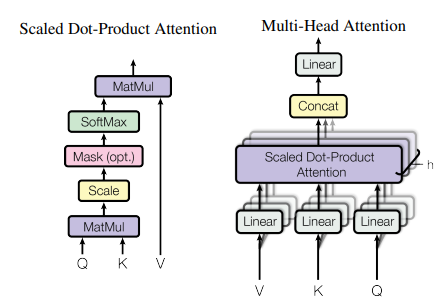 Scaled Dot-Product Attention
MatMul
SoftMax
Mask (opt.)
Scale
MatMul
Q K V
Multi-Head Attention
Linear
Concat
Scaled Dot-Product
Attention
h
Linear Linear Linear
V K Q